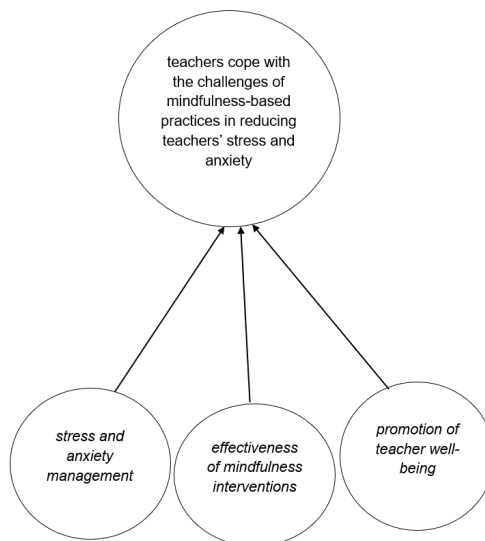 teachers cope with
the challenges of
mindfulness-based
practices in reducing
teachers’ stress and
anxiety
stress and
anxiety
management
effectiveness
of mindfulness
interventions
promotion of
teacher well-
being